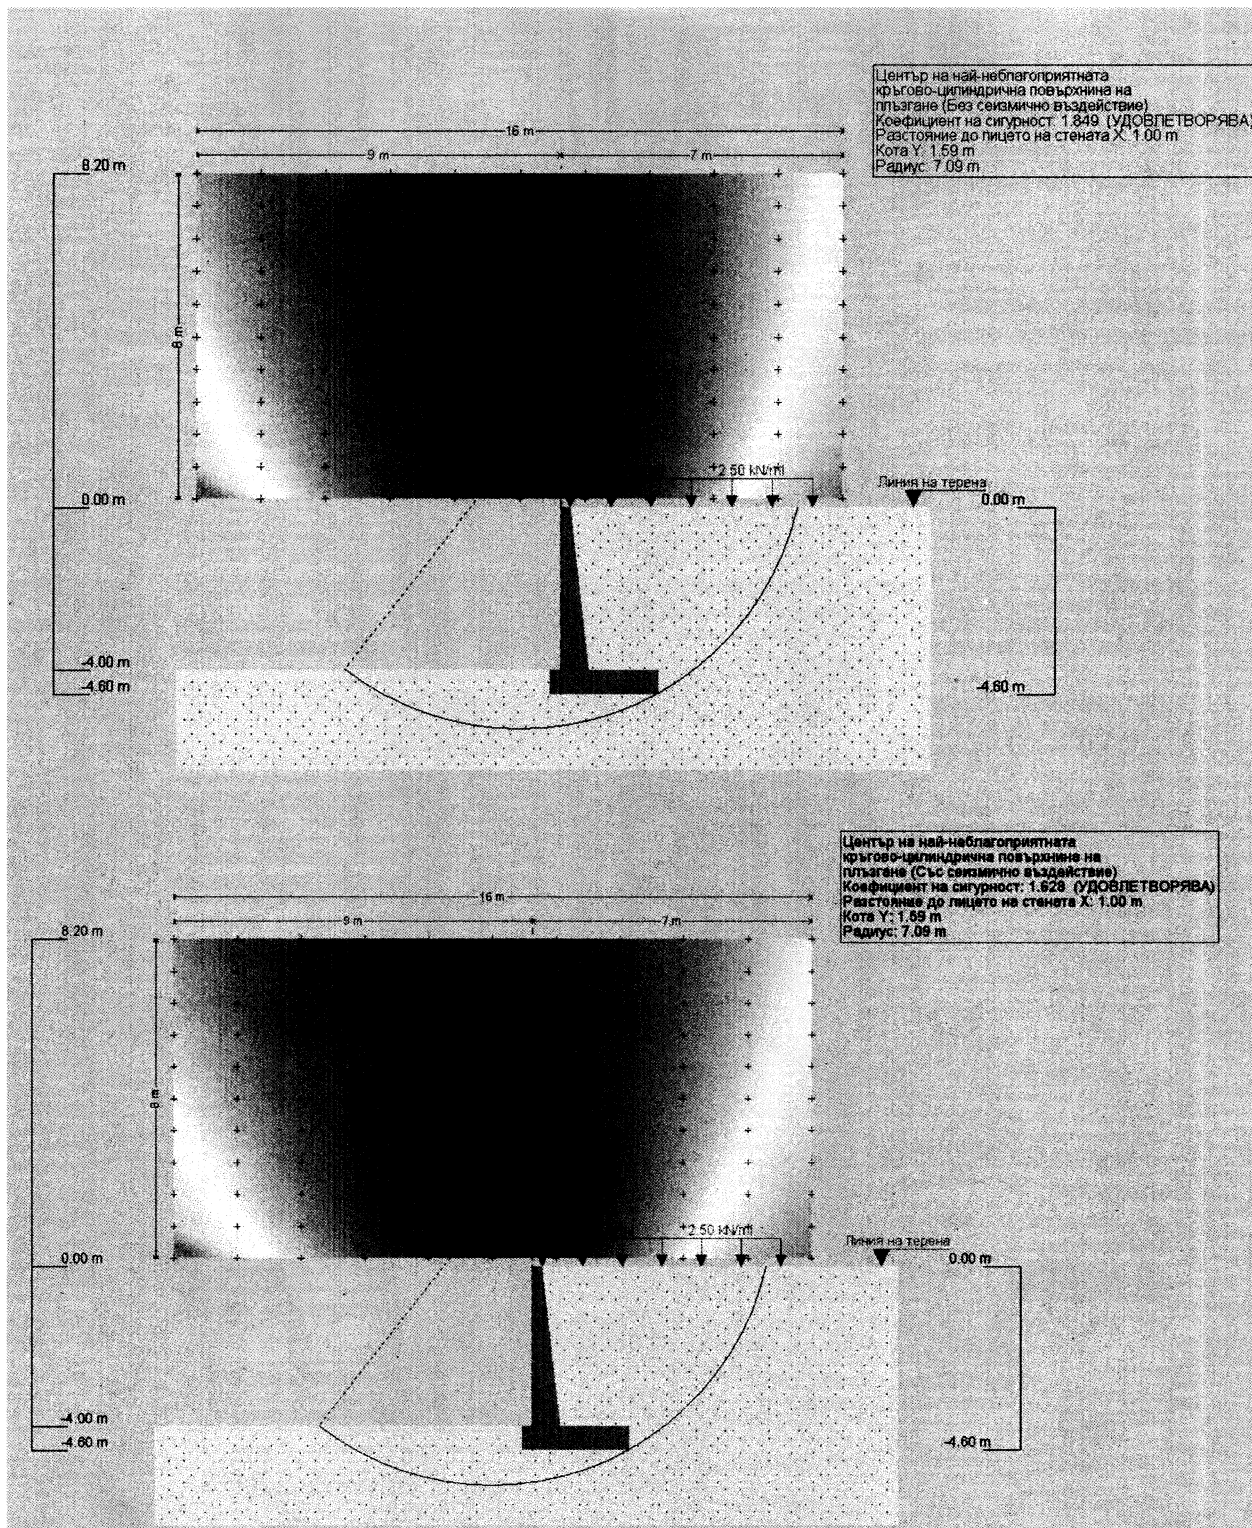 Център на най-неблагоприятната
кръгово-цилиндрична повърхнина на
плъзгане (Без сеизмично въздействие)
Коефициент на сигурност: 1.849 (УДОВЛЕТВОРЯВА)
Разстояние до лицето на стената X: 1.00 m
Кота Y: 1.59 m
Радиус: 7.09 m
16 m
9 m
7 m
8.20 m
8 m
2.50 kN/m
Линия на терена
0.00 m
0.00 m
-4.00 m
-4.60 m
-4.60 m
Център на най-неблагоприятната
кръгово-цилиндрична повърхнине на
плъзгане (Със сеизмично въздействие)
Коефициент на сигурност: 1.628 (УДОВЛЕТВОРЯВА)
Разстояние до лицето на стената X: 1.00 m
Кота Y: 1.59 m
Радиус: 7.09 m
16 m
9 m
7 m
8.20 m
8 m
2.50 kN/m
Линия на терена
0.00 m
0.00 m
-4.00 m
-4.60 m
-4.60 m